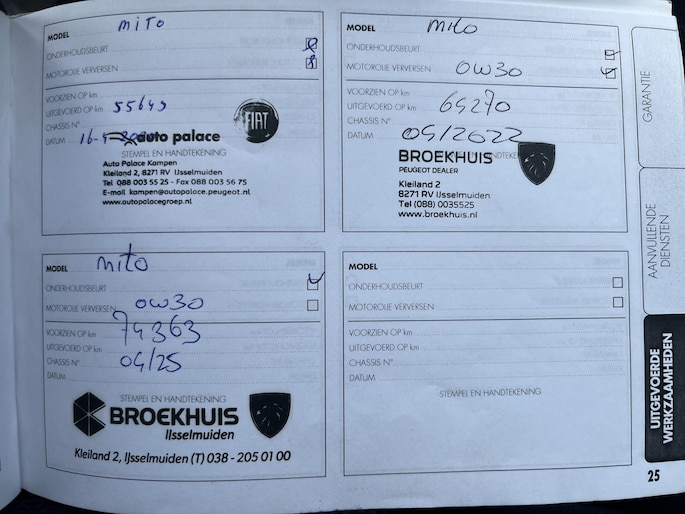 MODEL mito
ONDERHOUDSBEURT
MOTOROLIE VERVERSEN
VOORZIEN OP km
UITGEVOERD OP km 55649
CHASSIS N°
DATUM 16-
auto palace
FIAT
STEMPEL EN HANDTEKENING
Auto Palace Kampen
Kleiland 2, 8271 RV IJsselmuiden
Tel 088 003 55 25 - Fax 088 003 56 75
E-mail kampen@autopalace.peugeot.nl
www.autopalacegroep.nl
MODEL mito
ONDERHOUDSBEURT
MOTOROLIE VERVERSEN 0W30
VOORZIEN OP km
UITGEVOERD OP km 64270
CHASSIS N°
DATUM 04/2022
BROEKHUIS
PEUGEOT DEALER
Kleiland 2
8271 RV IJsselmuiden
Tel (088) 0035525
www.broekhuis.nl
MODEL mito
ONDERHOUDSBEURT
MOTOROLIE VERVERSEN 0W30
VOORZIEN OP km 74363
UITGEVOERD OP km
CHASSIS N° 04/25
DATUM
STEMPEL EN HANDTEKENING
BROEKHUIS
IJsselmuiden
Kleiland 2, IJsselmuiden (T) 038 - 205 01 00
MODEL
ONDERHOUDSBEURT
MOTOROLIE VERVERSEN
VOORZIEN OP km
UITGEVOERD OP km
CHASSIS N°
DATUM
STEMPEL EN HANDTEKENING
GARANTIE
AANVULLENDE
DIENSTEN
UITGEVOERDE
WERKZAAMHEDEN
25